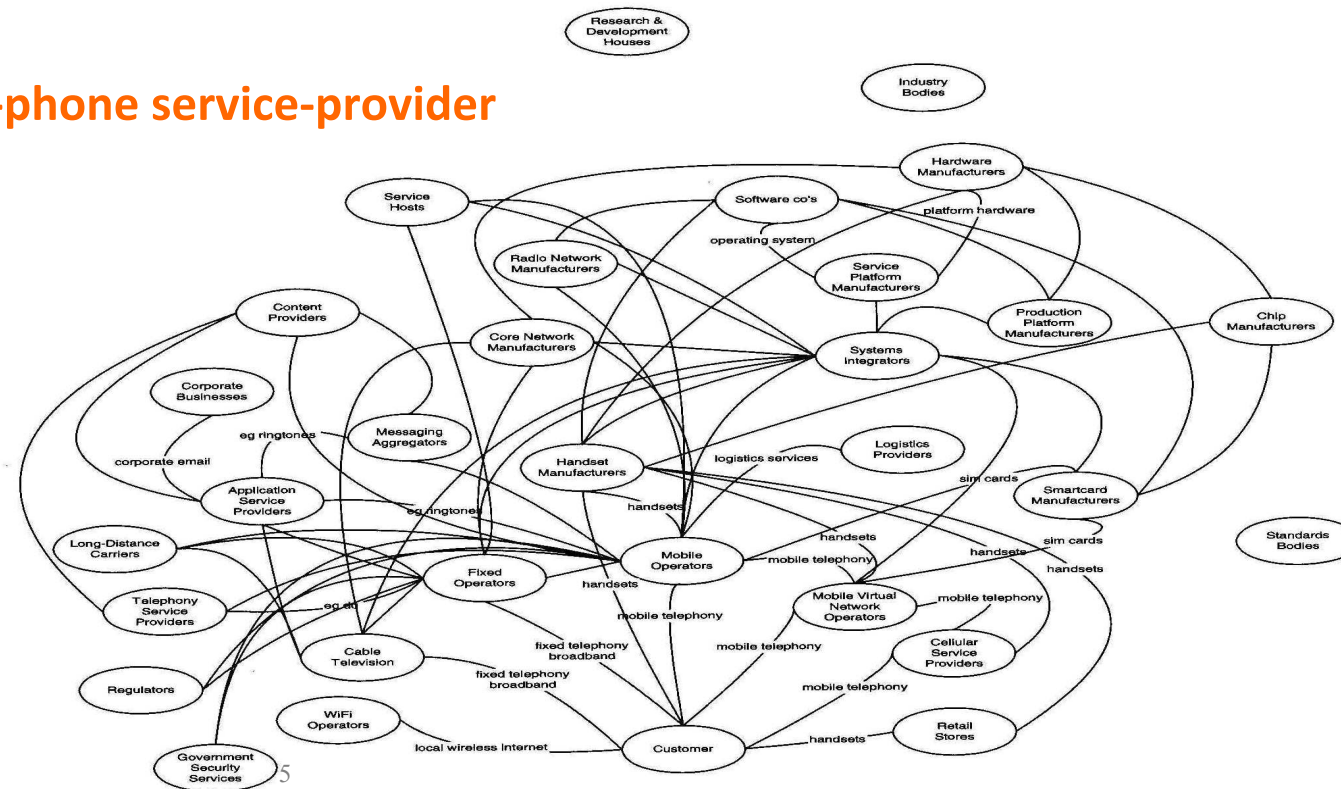 Research &
Development
Houses
-phone service-provider
Industry
Bodies
Hardware
Manufacturers
Service
Hosts
Software co's
platform hardware
operating system
Radio Network
Manufacturers
Service
Platform
Manufacturers
Content
Providers
Production
Platform
Manufacturers
Chip
Manufacturers
Core Network
Manufacturers
Systems
Integrators
Corporate
Businesses
eg ringtones
Messaging
Aggregators
Logistics
Providers
logistics services
corporate email
Handset
Manufacturers
sim cards
Smartcard
Manufacturers
Application
Service
Providers
eg ringtones
handsets
Long-Distance
Carriers
Mobile
Operators
handsets
sim cards
Standards
Bodies
mobile telephony
handsets
handsets
Fixed
Operators
handsets
Telephony
Service
Providers
eg
mobile telephony
Mobile Virtual
Network
Operators
mobile telephony
fixed telephony
broadband
mobile telephony
Cellular
Service
Providers
Cable
Television
fixed telephony
broadband
Regulators
mobile telephony
WiFi
Operators
local wireless internet
Customer
handsets
Retail
Stores
Government
Security
Services
5